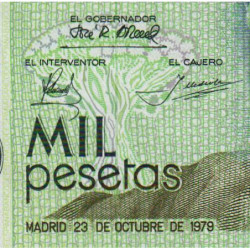 EL GOBERNADOR
EL INTERVENTOR
EL CAJERO
MIL
pesetas
MADRID 23 DE OCTUBRE DE 1979